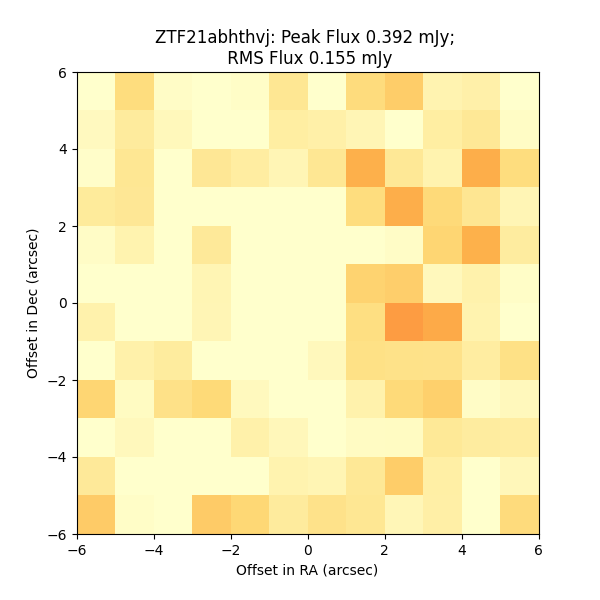 ZTF21abhthvj: Peak Flux 0.392 mJy;
RMS Flux 0.155 mJy
6
4
2
0
−2
−4
−6
Offset in Dec (arcsec)
−6 −4 −2 0 2 4 6
Offset in RA (arcsec)